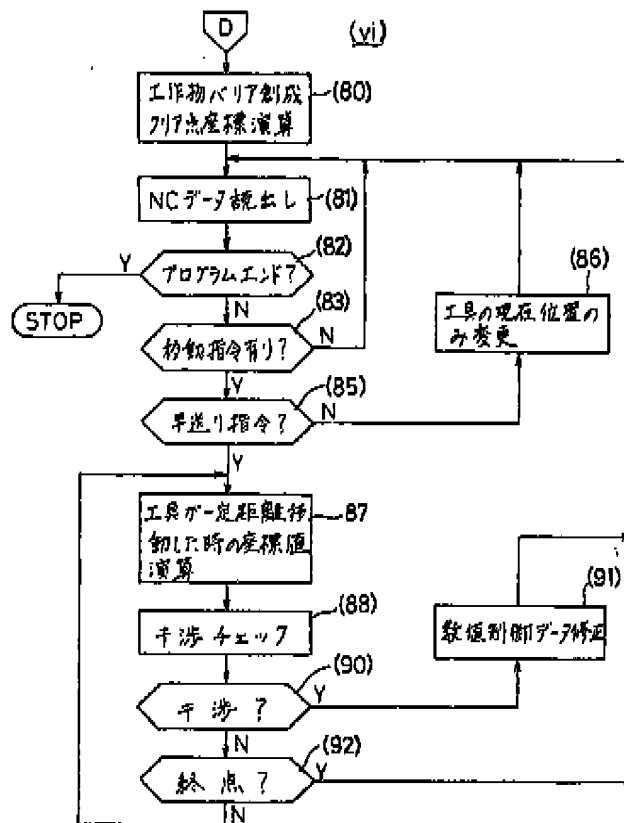 D
(vi)
工作物バリア創成
クリア点座標演算
(80)
NCデータ読出し
(81)
プログラムエンド?
(82)
Y
N
STOP
移動指令有り?
(83)
N
Y
早送り指令?
(85)
N
Y
工具の現在位置の
み変更
(86)
工具が一定距離移
動した時の座標値
演算
87
干渉チェック
(88)
干渉?
(90)
Y
N
数値制御データ修正
(91)
終点?
(92)
Y
N